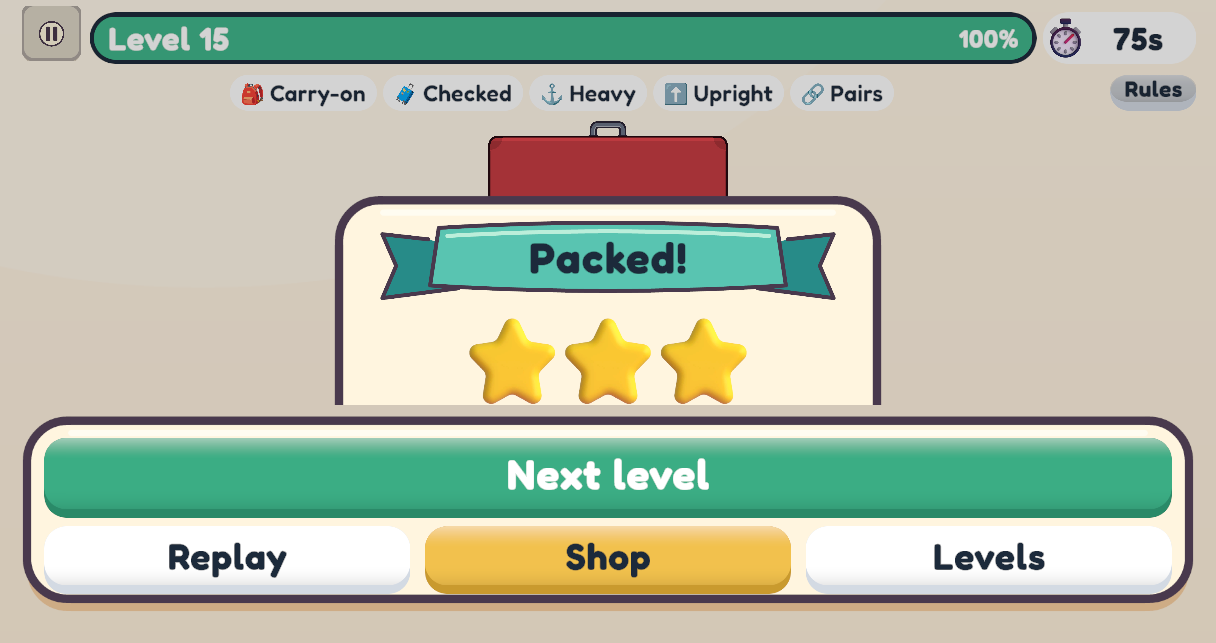 Level 15 100% 75s
Carry-on Checked Heavy Upright Pairs Rules
Packed!
Next level
Replay Shop Levels